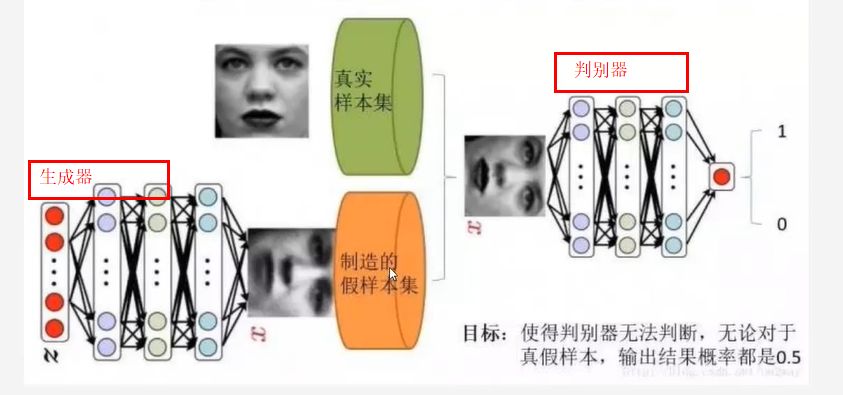 判别器
真实
样本集
1
0
生成器
制造的
假样本集
x
x
z
目标：使得判别器无法判断，无论对于
真假样本，输出结果概率都是0.5